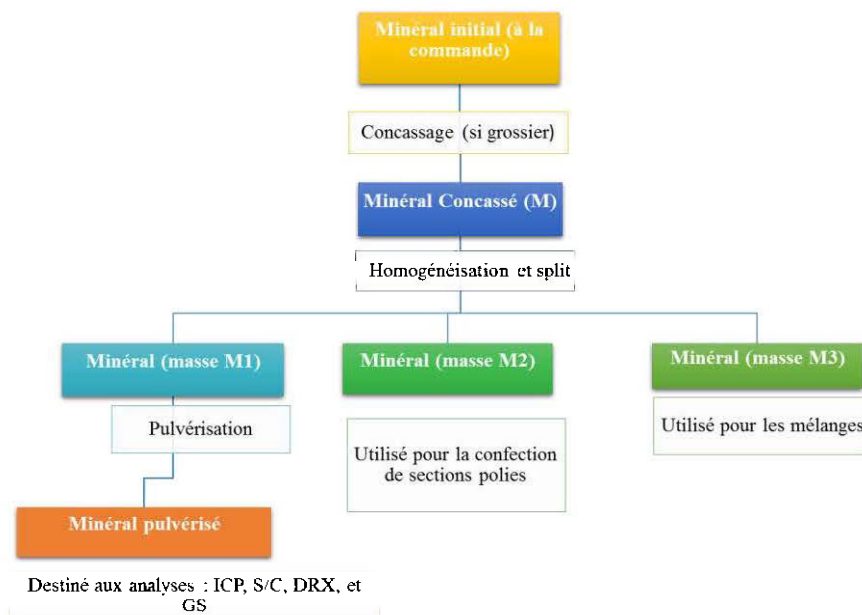 Minéral initial (à la
commande)
Concassage (si grossier)
Minéral Concassé (M)
Homogénéisation et split
Minéral (masse M1)
Minéral (masse M2)
Minéral (masse M3)
Pulvérisation
Utilisé pour la confection
de sections polies
Utilisé pour les mélanges
Minéral pulvérisé
Destiné aux analyses : ICP, S/C, DRX, et
GS